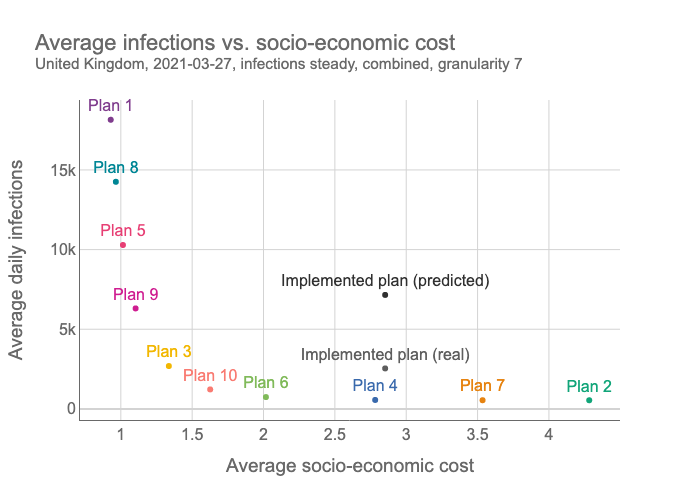 Average infections vs. socio-economic cost
United Kingdom, 2021-03-27, infections steady, combined, granularity 7
Plan 1
15k
Plan 8
Plan 5
10k
Implemented plan (predicted)
Plan 9
5k
Plan 3
Implemented plan (real)
Plan 10
Plan 6
Plan 4
Plan 7
Plan 2
0
1
1.5
2
2.5
3
3.5
4
Average daily infections
Average socio-economic cost